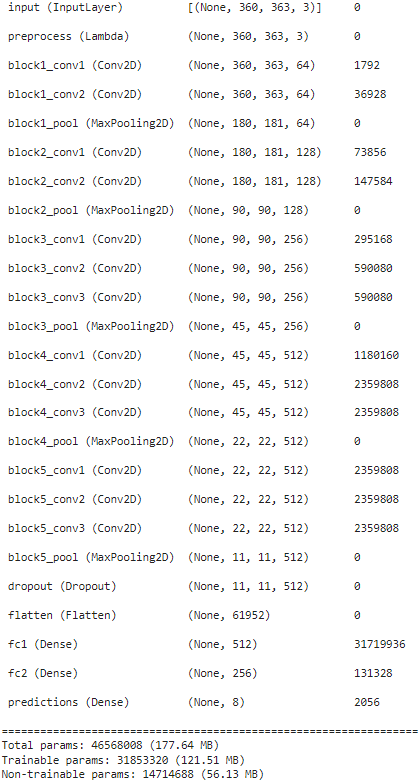 input (InputLayer) [(None, 360, 363, 3)] 0
preprocess (Lambda) (None, 360, 363, 3) 0
block1_conv1 (Conv2D) (None, 360, 363, 64) 1792
block1_conv2 (Conv2D) (None, 360, 363, 64) 36928
block1_pool (MaxPooling2D) (None, 180, 181, 64) 0
block2_conv1 (Conv2D) (None, 180, 181, 128) 73856
block2_conv2 (Conv2D) (None, 180, 181, 128) 147584
block2_pool (MaxPooling2D) (None, 90, 90, 128) 0
block3_conv1 (Conv2D) (None, 90, 90, 256) 295168
block3_conv2 (Conv2D) (None, 90, 90, 256) 590080
block3_conv3 (Conv2D) (None, 90, 90, 256) 590080
block3_pool (MaxPooling2D) (None, 45, 45, 256) 0
block4_conv1 (Conv2D) (None, 45, 45, 512) 1180160
block4_conv2 (Conv2D) (None, 45, 45, 512) 2359808
block4_conv3 (Conv2D) (None, 45, 45, 512) 2359808
block4_pool (MaxPooling2D) (None, 22, 22, 512) 0
block5_conv1 (Conv2D) (None, 22, 22, 512) 2359808
block5_conv2 (Conv2D) (None, 22, 22, 512) 2359808
block5_conv3 (Conv2D) (None, 22, 22, 512) 2359808
block5_pool (MaxPooling2D) (None, 11, 11, 512) 0
dropout (Dropout) (None, 11, 11, 512) 0
flatten (Flatten) (None, 61952) 0
fc1 (Dense) (None, 512) 31719936
fc2 (Dense) (None, 256) 131328
predictions (Dense) (None, 8) 2056
=================================================================
Total params: 46568008 (177.64 MB)
Trainable params: 31853320 (121.51 MB)
Non-trainable params: 14714688 (56.13 MB)